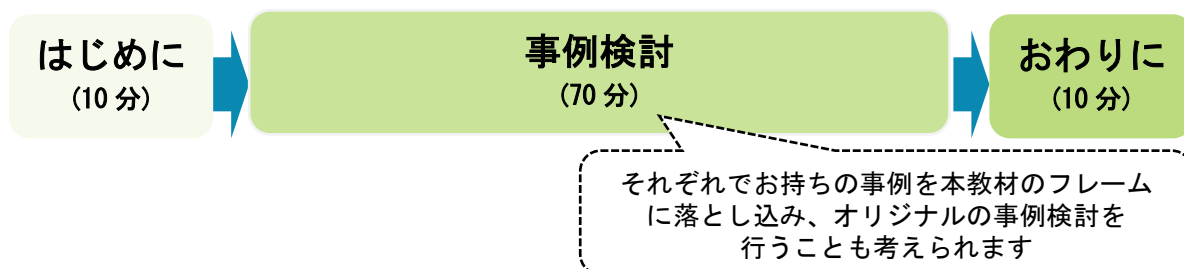 はじめに
(10 分)
事例検討
(70 分)
おわりに
(10 分)
それぞれでお持ちの事例を本教材のフレーム
に落とし込み、オリジナルの事例検討を
行うことも考えられます